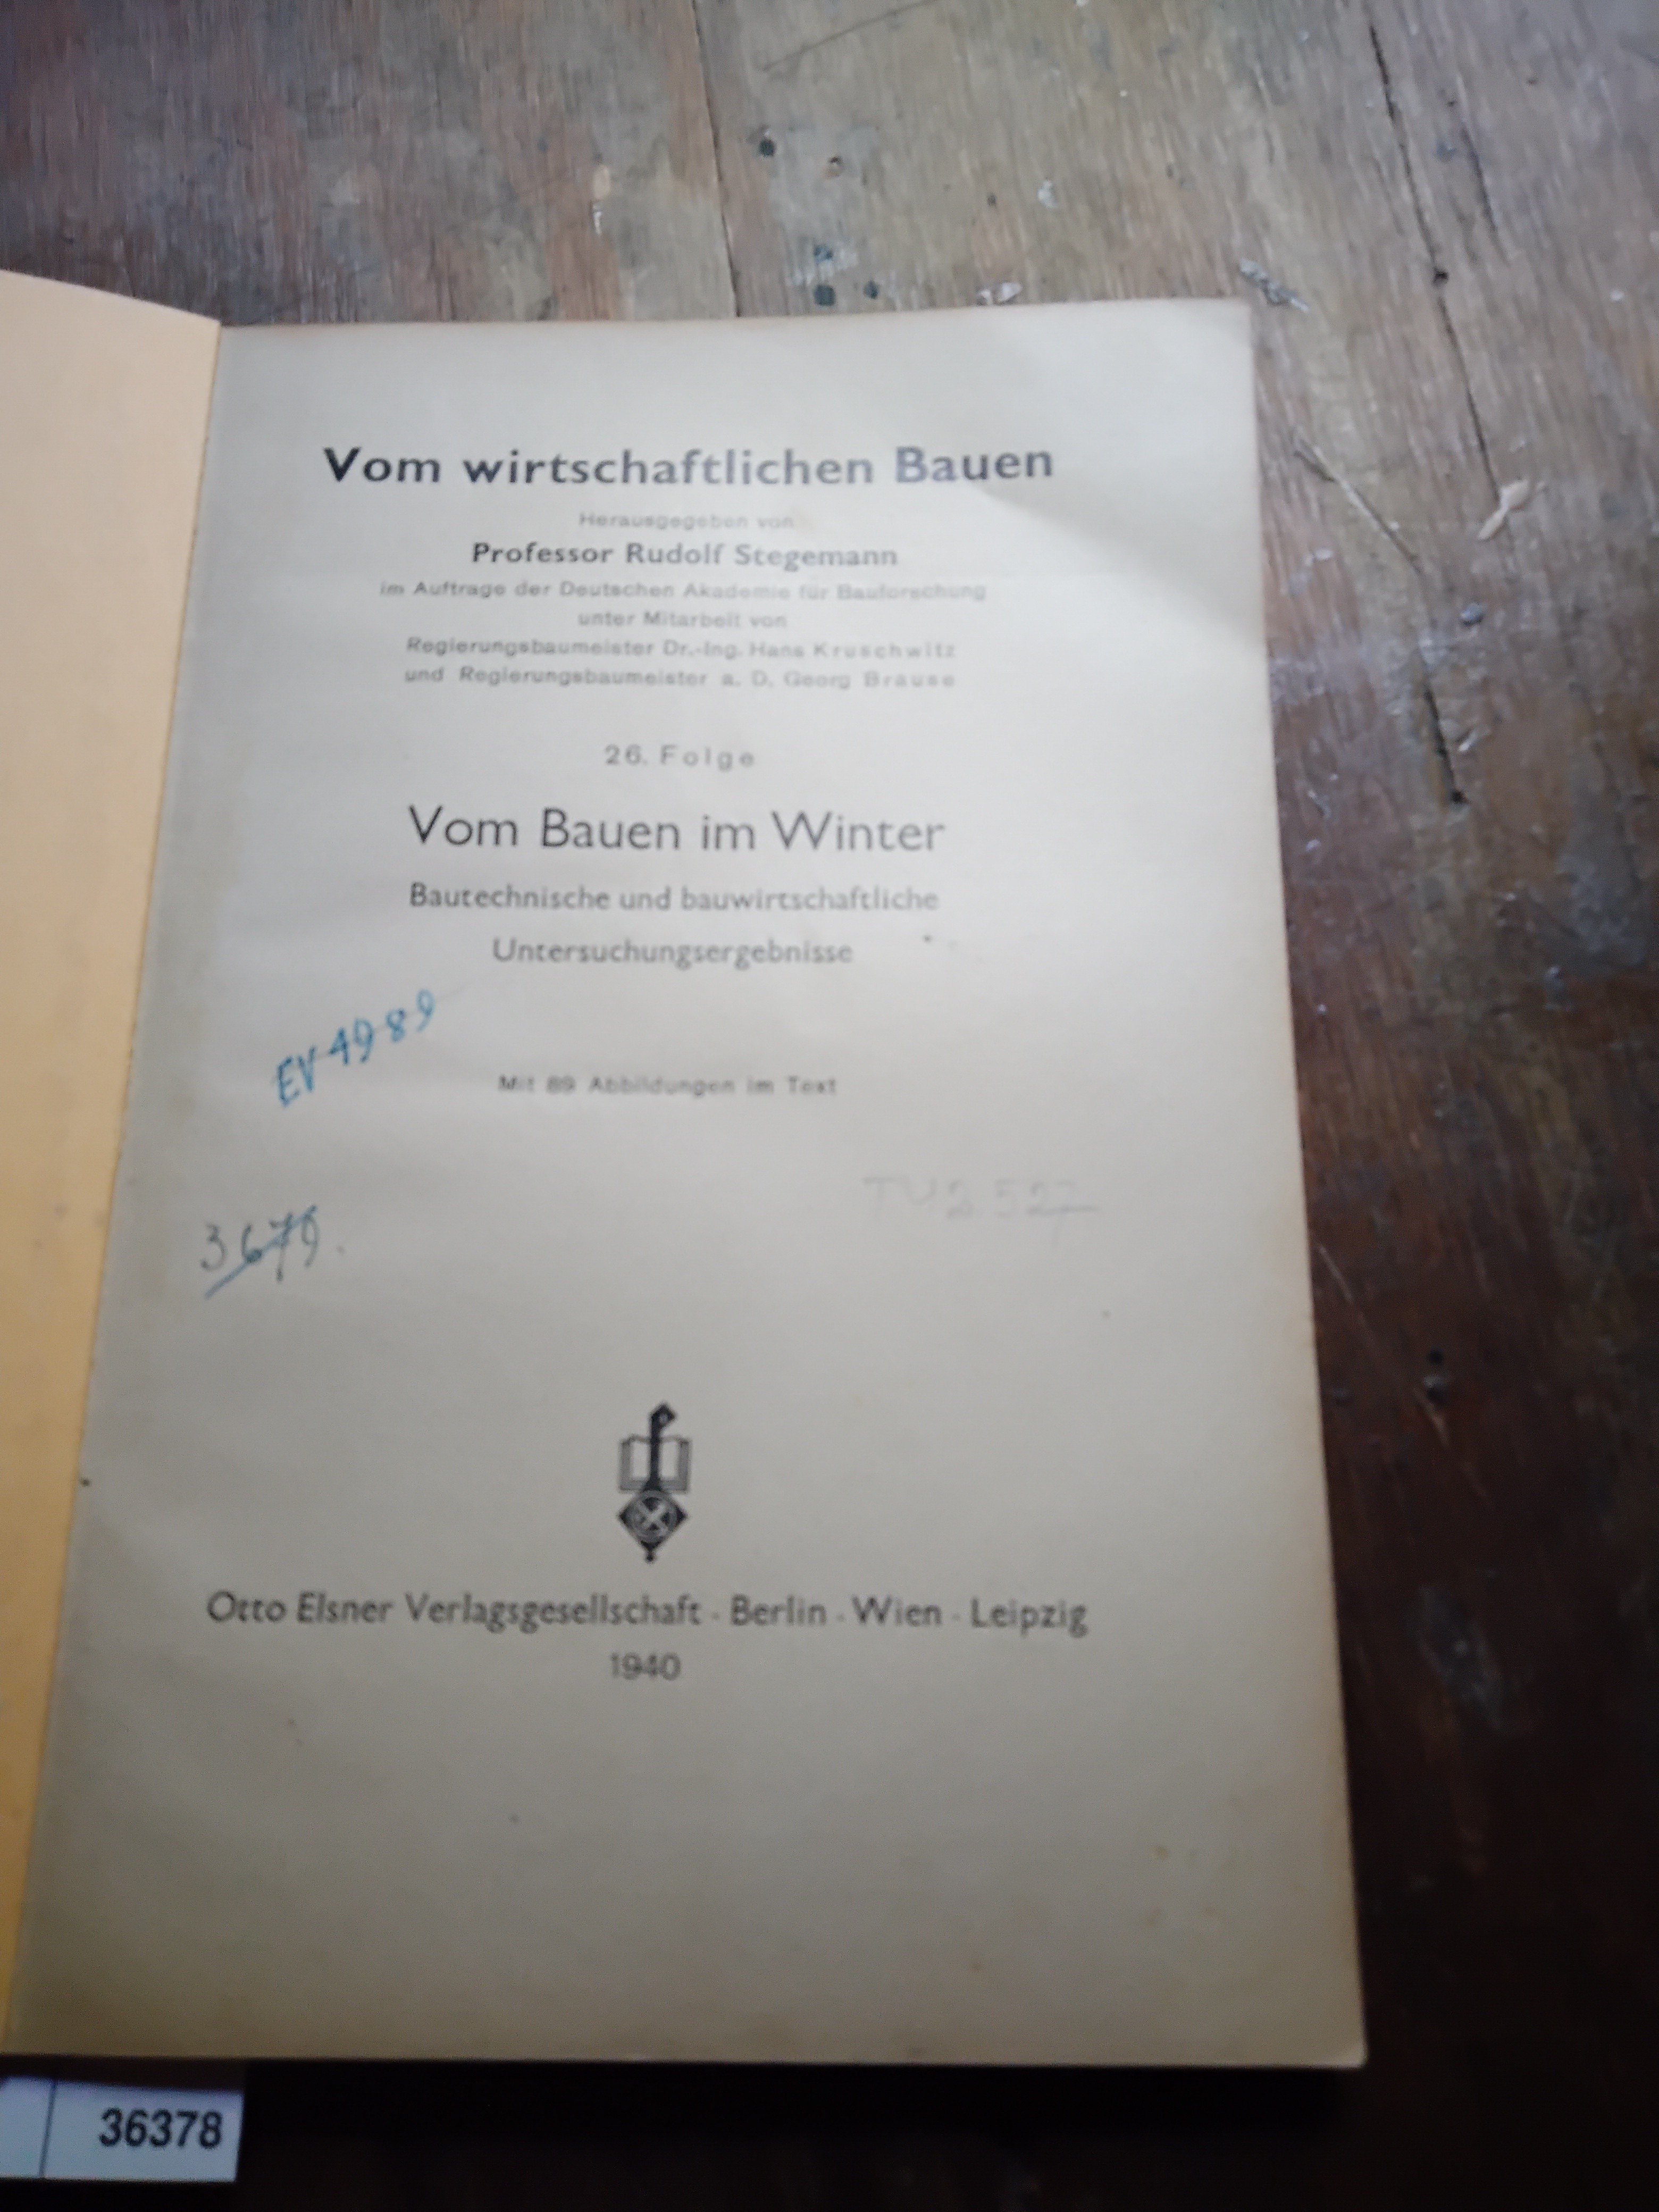 Vom wirtschaftlichen Bauen
Herausgegeben von
Professor Rudolf Stegemann
im Auftrage der Deutschen Akademie für Bauforschung
unter Mitarbeit von
Regierungsbaumeister Dr.-Ing. Hans Kruschwitz
und Regierungsbaumeister a. D. Georg Brause
26. Folge
Vom Bauen im Winter
Bautechnische und bauwirtschaftliche
Untersuchungsergebnisse
EV 4989
Mit 89 Abbildungen im Text
3679.
Otto Elsner Verlagsgesellschaft · Berlin · Wien · Leipzig
1940
36378